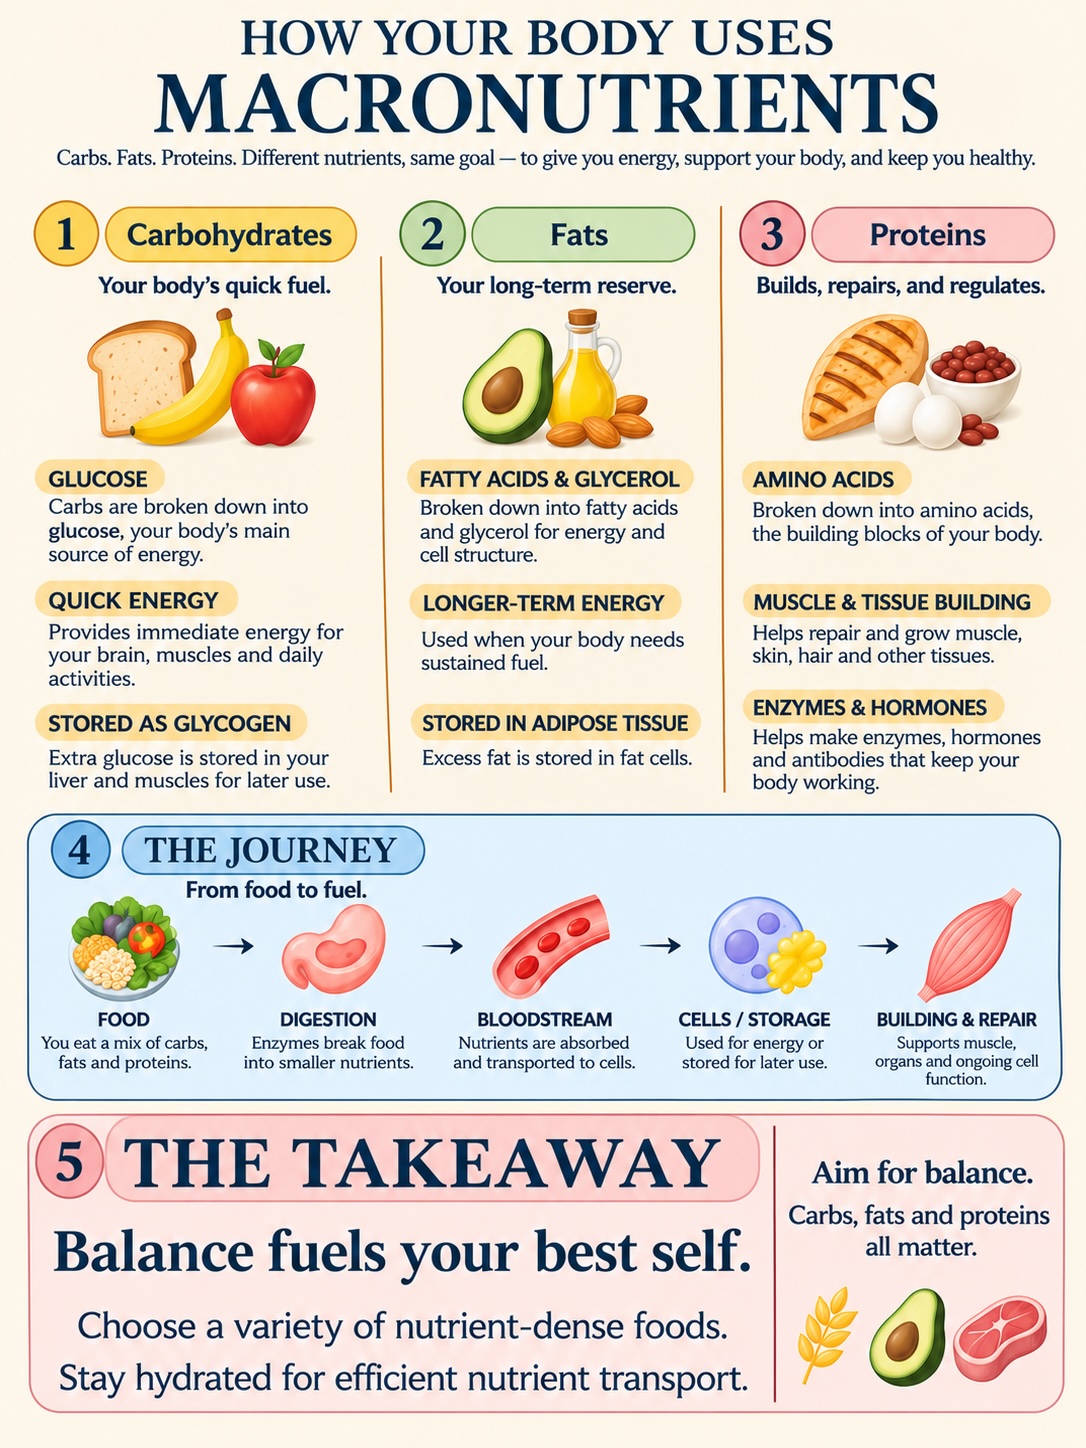 HOW YOUR BODY USES
MACRONUTRIENTS
Carbs. Fats. Proteins. Different nutrients, same goal — to give you energy, support your body, and keep you healthy.
1
Carbohydrates
Your body's quick fuel.
GLUCOSE
Carbs are broken down into
glucose, your body's main
source of energy.
QUICK ENERGY
Provides immediate energy for
your brain, muscles and daily
activities.
STORED AS GLYCOGEN
Extra glucose is stored in your
liver and muscles for later use.
2
Fats
Your long-term reserve.
FATTY ACIDS & GLYCEROL
Broken down into fatty acids
and glycerol for energy and
cell structure.
LONGER-TERM ENERGY
Used when your body needs
sustained fuel.
STORED IN ADIPOSE TISSUE
Excess fat is stored in fat cells.
3
Proteins
Builds, repairs, and regulates.
AMINO ACIDS
Broken down into amino acids,
the building blocks of your body.
MUSCLE & TISSUE BUILDING
Helps repair and grow muscle,
skin, hair and other tissues.
ENZYMES & HORMONES
Helps make enzymes, hormones
and antibodies that keep your
body working.
4
THE JOURNEY
From food to fuel.
FOOD
You eat a mix of carbs,
fats and proteins.
DIGESTION
Enzymes break food
into smaller nutrients.
BLOODSTREAM
Nutrients are absorbed
and transported to cells.
CELLS / STORAGE
Used for energy or
stored for later use.
BUILDING & REPAIR
Supports muscle,
organs and ongoing cell
function.
5
THE TAKEAWAY
Balance fuels your best self.
Choose a variety of nutrient-dense foods.
Stay hydrated for efficient nutrient transport.
Aim for balance.
Carbs, fats and proteins
all matter.